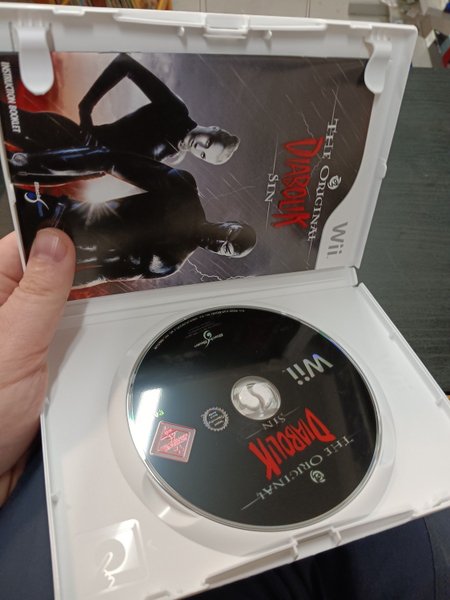 Wii
THE ORIGINAL
DIABOLIK
SIN
INSTRUCTION BOOKLET
Wii
THE ORIGINAL
DIABOLIK
SIN